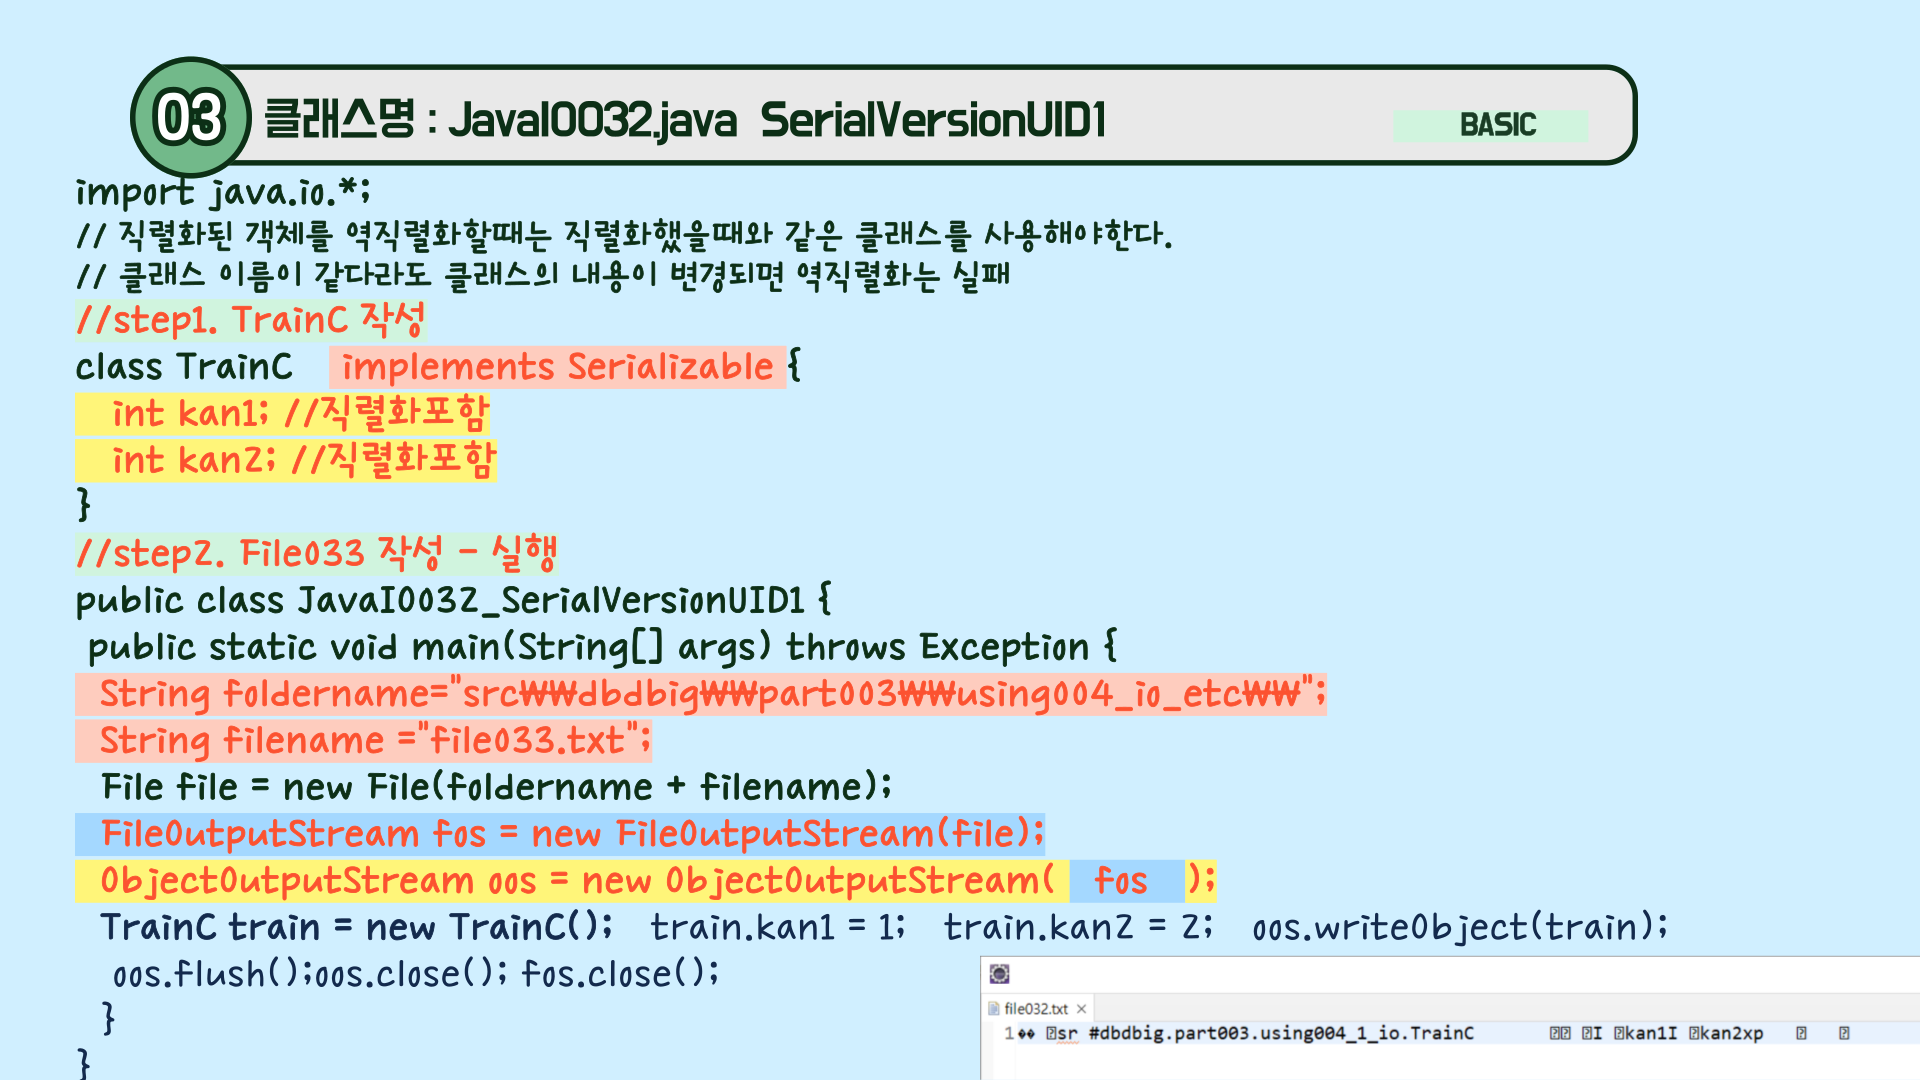 03 클래스명 : JavaIO032.java SerialVersionUID1 BASIC
import java.io.*;
// 직렬화된 객체를 역직렬화할때는 직렬화했을때와 같은 클래스를 사용해야한다.
// 클래스 이름이 같다라도 클래스의 내용이 변경되면 역직렬화는 실패
//step1. TrainC 작성
class TrainC implements Serializable {
int kan1; //직렬화포함
int kan2; //직렬화포함
}
//step2. File033 작성 - 실행
public class JavaIO032_SerialVersionUID1 {
public static void main(String[] args) throws Exception {
String foldername="src₩₩dbdbig₩₩part003₩₩using004_io_etc₩₩";
String filename ="file033.txt";
File file = new File(foldername + filename);
FileOutputStream fos = new FileOutputStream(file);
ObjectOutputStream oos = new ObjectOutputStream( fos );
TrainC train = new TrainC(); train.kan1 = 1; train.kan2 = 2; oos.writeObject(train);
oos.flush();oos.close(); fos.close();
}
}
file032.txt
1 �� sr #dbdbig.part003.using004_1_io.TrainC I kan1I kan2xp